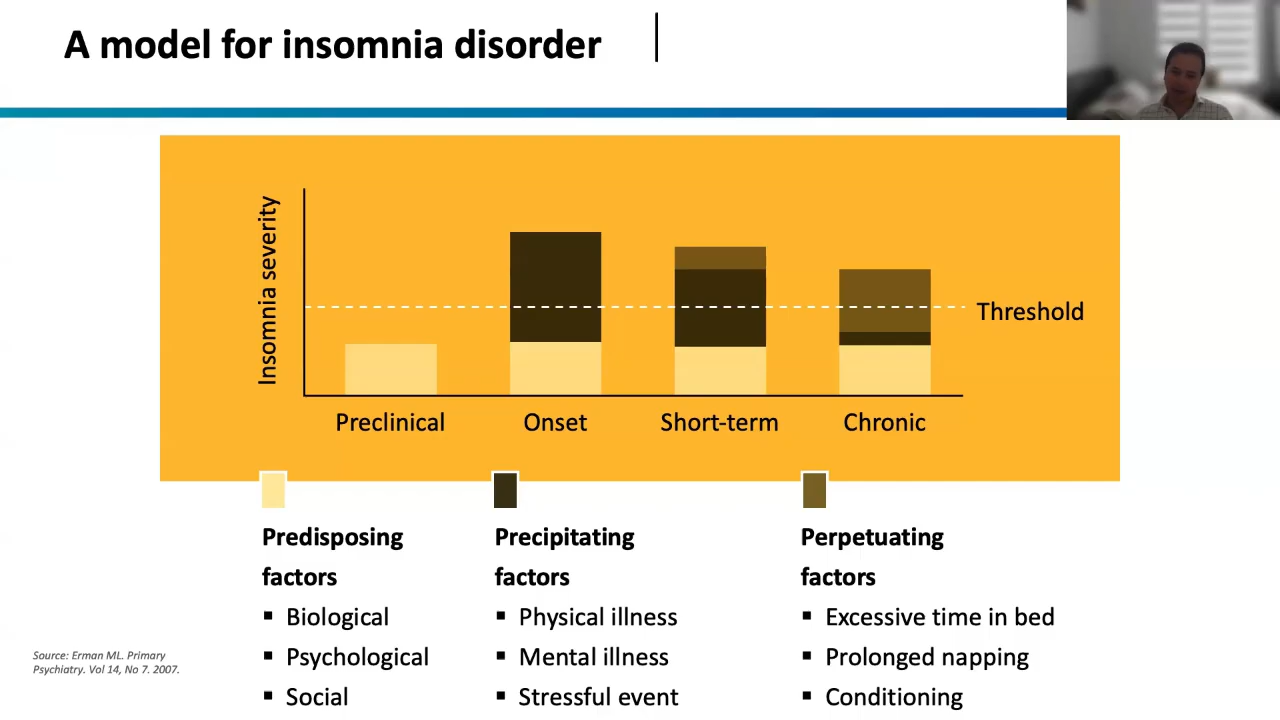 A model for insomnia disorder
Insomnia severity
Threshold
Preclinical
Onset
Short-term
Chronic
Predisposing
factors
▪ Biological
▪ Psychological
▪ Social
Precipitating
factors
▪ Physical illness
▪ Mental illness
▪ Stressful event
Perpetuating
factors
▪ Excessive time in bed
▪ Prolonged napping
▪ Conditioning
Source: Erman ML. Primary
Psychiatry. Vol 14, No 7. 2007.